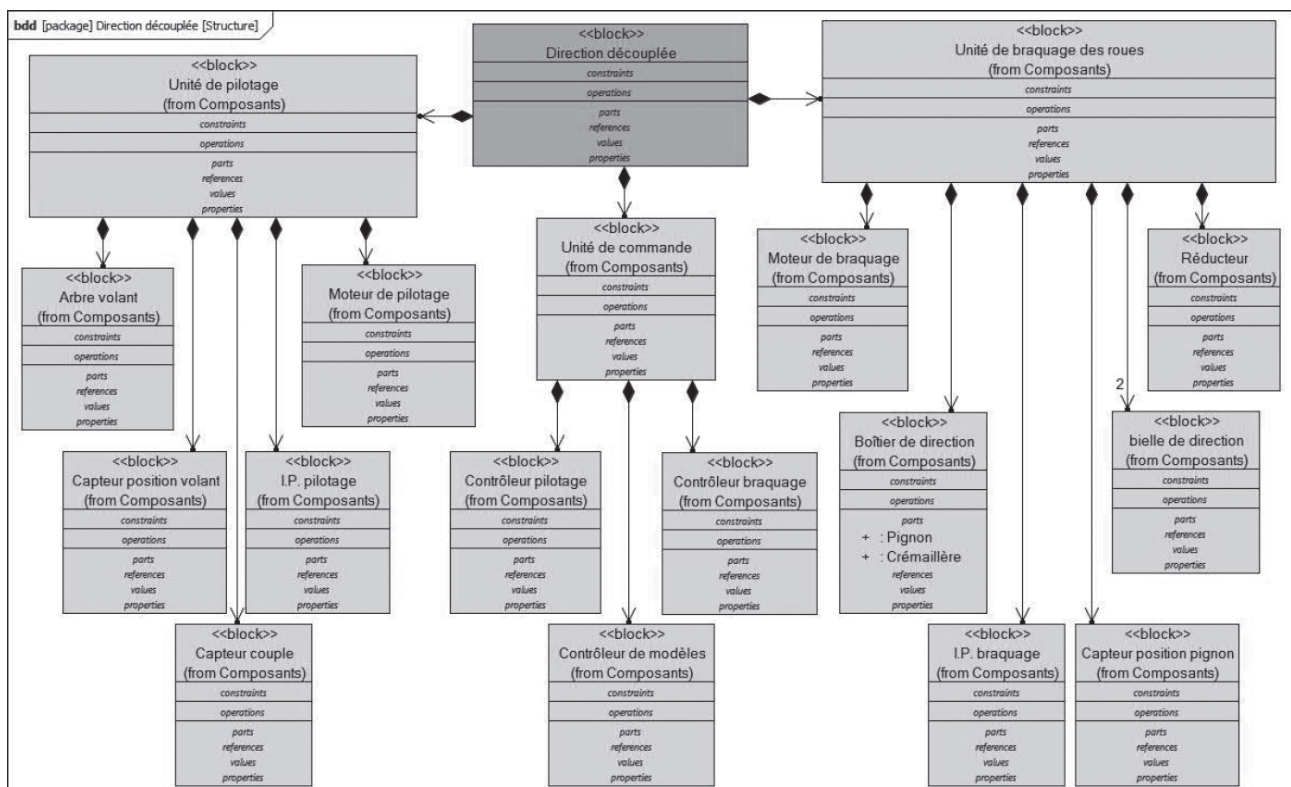 bdd [package] Direction découplée [Structure]
<<block>>
Direction découplée
constraints
operations
parts
references
values
properties
<<block>>
Unité de pilotage
(from Composants)
constraints
operations
parts
references
values
properties
<<block>>
Unité de braquage des roues
(from Composants)
constraints
operations
parts
references
values
properties
<<block>>
Unité de commande
(from Composants)
constraints
operations
parts
references
values
properties
<<block>>
Arbre volant
(from Composants)
constraints
operations
parts
references
values
properties
<<block>>
Moteur de pilotage
(from Composants)
constraints
operations
parts
references
values
properties
<<block>>
Moteur de braquage
(from Composants)
constraints
operations
parts
references
values
properties
<<block>>
Réducteur
(from Composants)
constraints
operations
parts
references
values
properties
<<block>>
Capteur position volant
(from Composants)
constraints
operations
parts
references
values
properties
<<block>>
I.P. pilotage
(from Composants)
constraints
operations
parts
references
values
properties
<<block>>
Contrôleur pilotage
(from Composants)
constraints
operations
parts
references
values
properties
<<block>>
Contrôleur braquage
(from Composants)
constraints
operations
parts
references
values
properties
<<block>>
Boîtier de direction
(from Composants)
constraints
operations
parts
+ : Pignon
+ : Crémaillère
references
values
properties
2
<<block>>
bielle de direction
(from Composants)
constraints
operations
parts
references
values
properties
<<block>>
Capteur couple
(from Composants)
constraints
operations
parts
references
values
properties
<<block>>
Contrôleur de modèles
(from Composants)
constraints
operations
parts
references
values
properties
<<block>>
I.P. braquage
(from Composants)
constraints
operations
parts
references
values
properties
<<block>>
Capteur position pignon
(from Composants)
constraints
operations
parts
references
values
properties